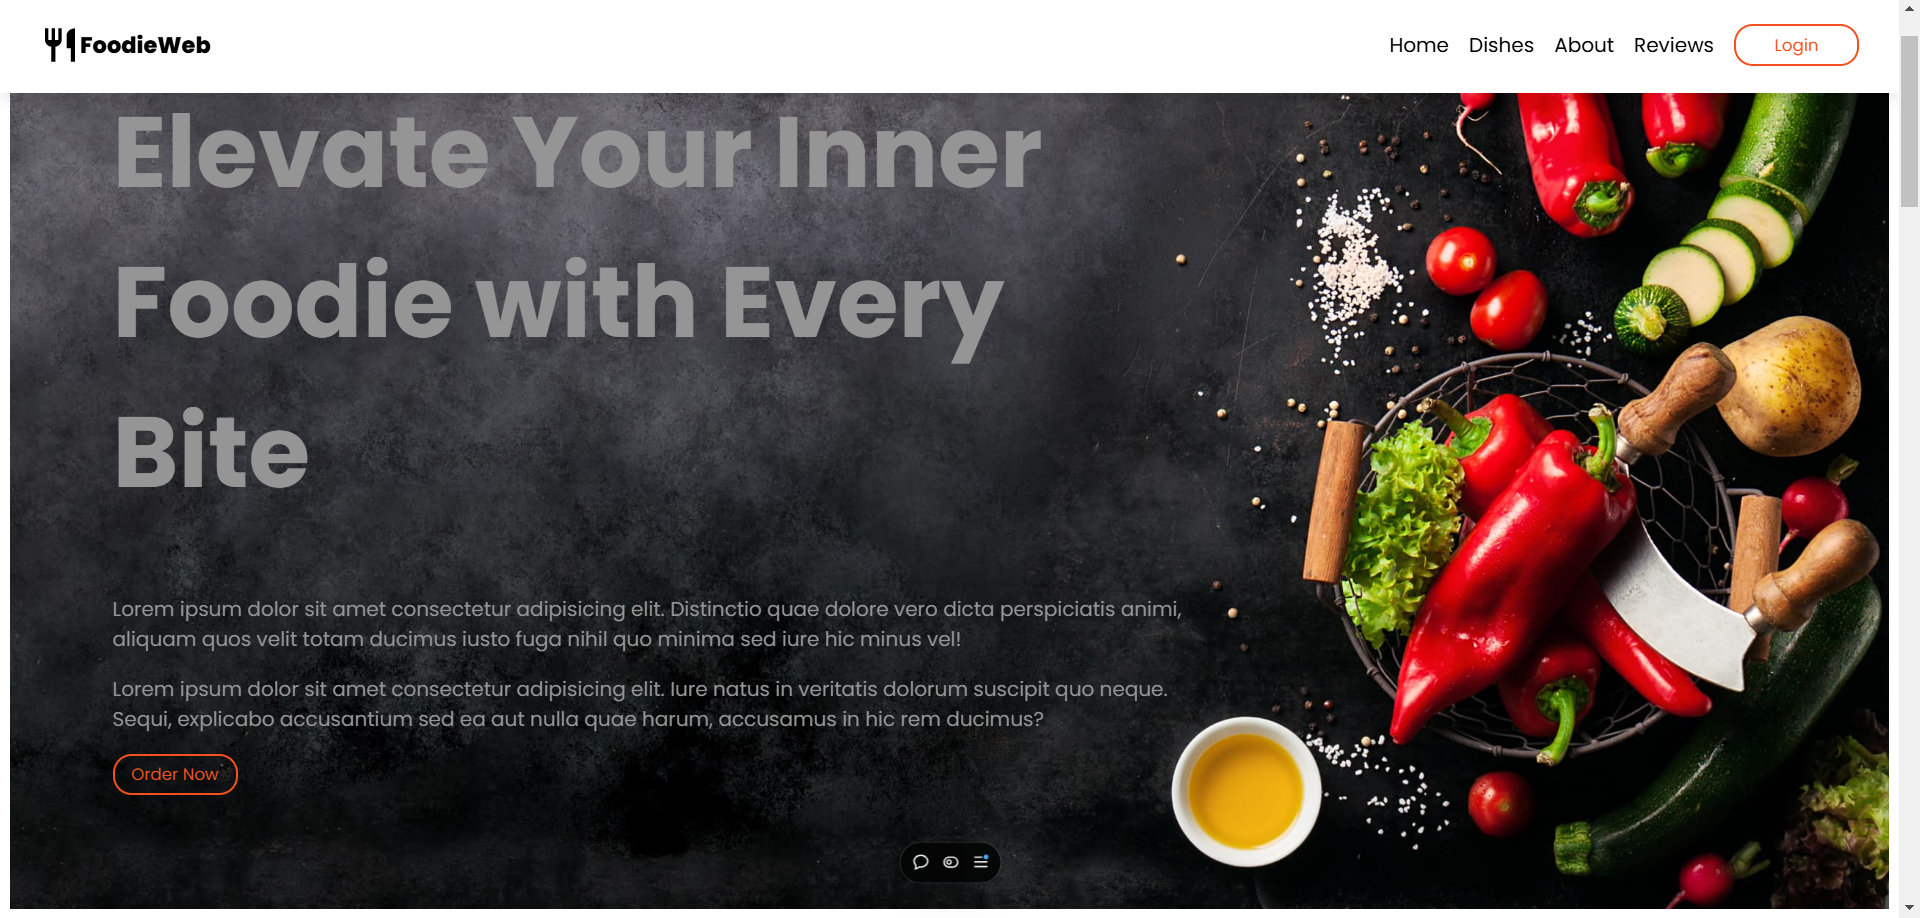 FoodieWeb
Home Dishes About Reviews Login
Elevate Your Inner
Foodie with Every
Bite
Lorem ipsum dolor sit amet consectetur adipisicing elit. Distinctio quae dolore vero dicta perspiciatis animi,
aliquam quos velit totam ducimus iusto fuga nihil quo minima sed iure hic minus vel!
Lorem ipsum dolor sit amet consectetur adipisicing elit. Iure natus in veritatis dolorum suscipit quo neque.
Sequi, explicabo accusantium sed ea aut nulla quae harum, accusamus in hic rem ducimus?
Order Now